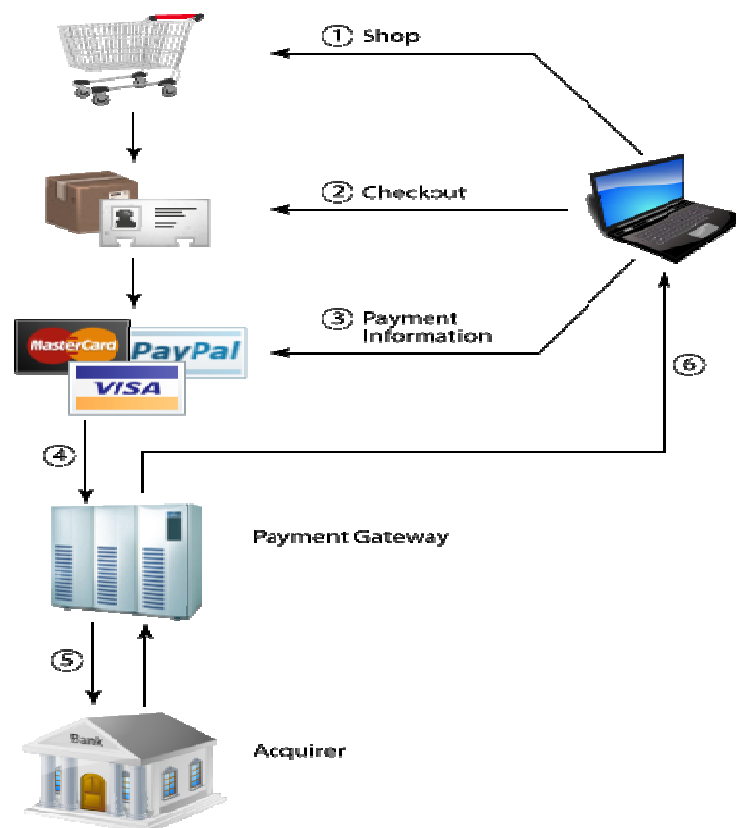 ① Shop
② Checkout
③ Payment
Information
MasterCard
PayPal
VISA
⑥
④
Payment Gateway
⑤
Bank
Acquirer